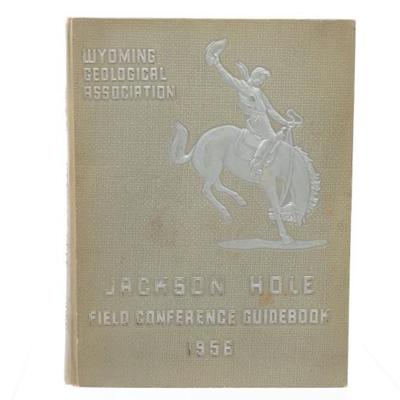 WYOMING
GEOLOGICAL
ASSOCIATION
JACKSON HOLE
FIELD CONFERENCE GUIDEBOOK
1956